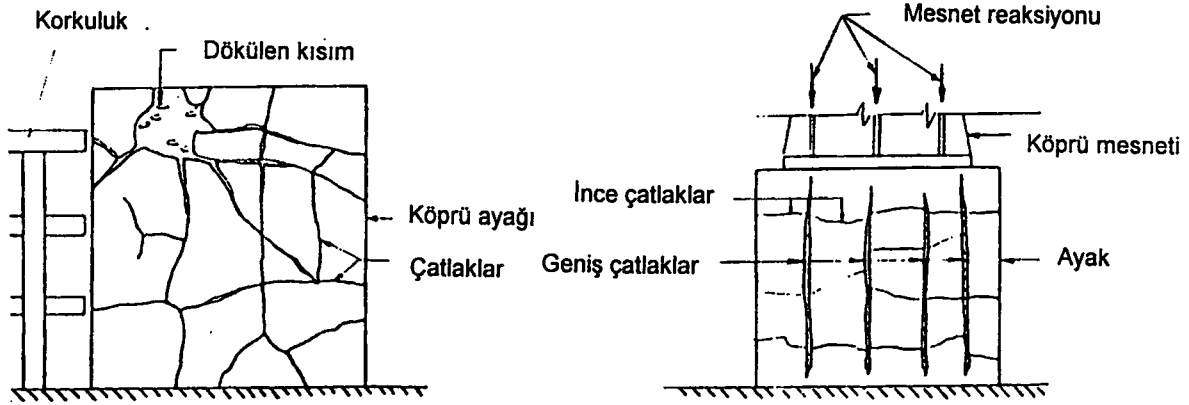 Korkuluk
Dökülen kısım
Köprü ayağı
Çatlaklar
Mesnet reaksiyonu
Köprü mesneti
İnce çatlaklar
Geniş çatlaklar
Ayak